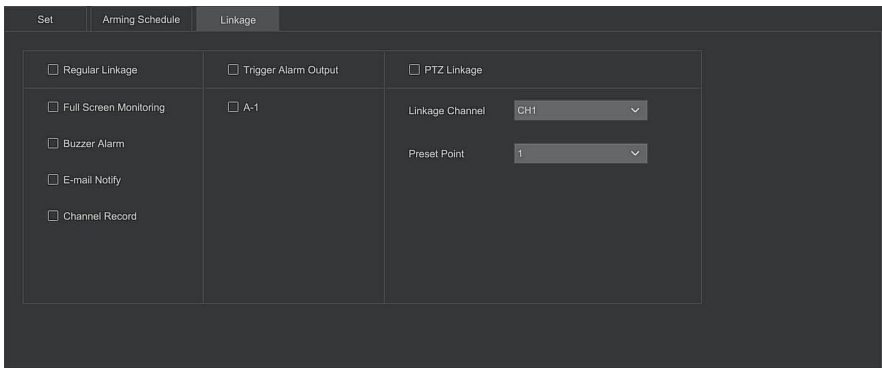 Set Arming Schedule Linkage
Regular Linkage Trigger Alarm Output PTZ Linkage
Full Screen Monitoring A-1 Linkage Channel CH1
Buzzer Alarm
Preset Point 1
E-mail Notify
Channel Record